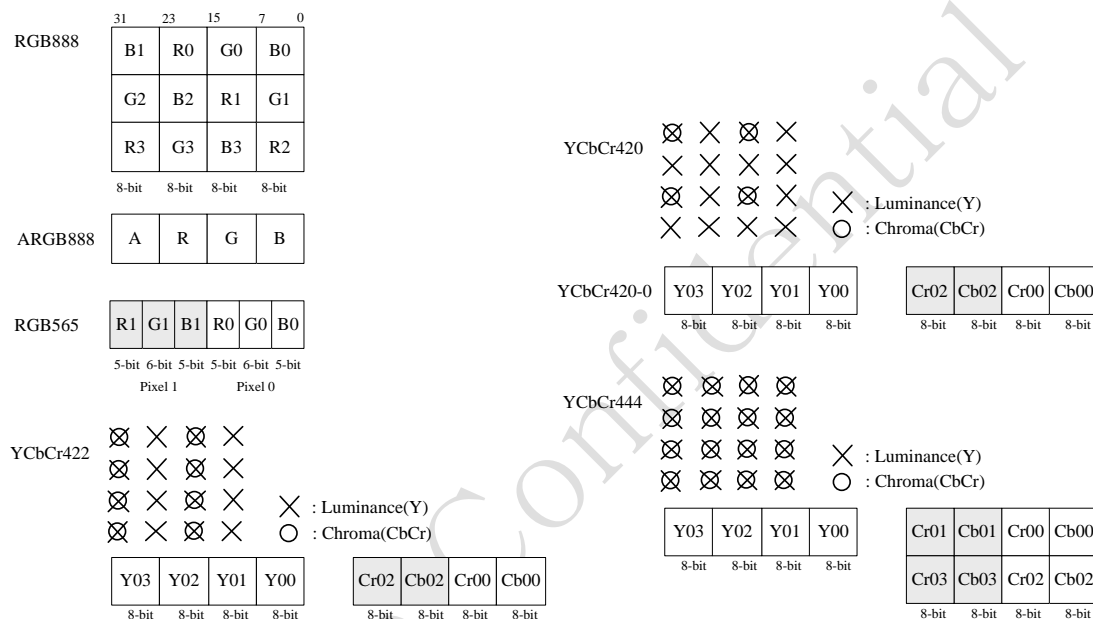 31 23 15 7 0
RGB888
B1 R0 G0 B0
G2 B2 R1 G1
R3 G3 B3 R2
8-bit 8-bit 8-bit 8-bit
ARGB888
A R G B
RGB565
R1 G1 B1 R0 G0 B0
5-bit 6-bit 5-bit 5-bit 6-bit 5-bit
Pixel 1 Pixel 0
YCbCr422
: Luminance(Y)
: Chroma(CbCr)
Y03 Y02 Y01 Y00
8-bit 8-bit 8-bit 8-bit
Cr02 Cb02 Cr00 Cb00
8-bit 8-bit 8-bit 8-bit
YCbCr420
: Luminance(Y)
: Chroma(CbCr)
YCbCr420-0
Y03 Y02 Y01 Y00
8-bit 8-bit 8-bit 8-bit
Cr02 Cb02 Cr00 Cb00
8-bit 8-bit 8-bit 8-bit
YCbCr444
: Luminance(Y)
: Chroma(CbCr)
Y03 Y02 Y01 Y00
8-bit 8-bit 8-bit 8-bit
Cr01 Cb01 Cr00 Cb00
Cr03 Cb03 Cr02 Cb02
8-bit 8-bit 8-bit 8-bit
Confidential